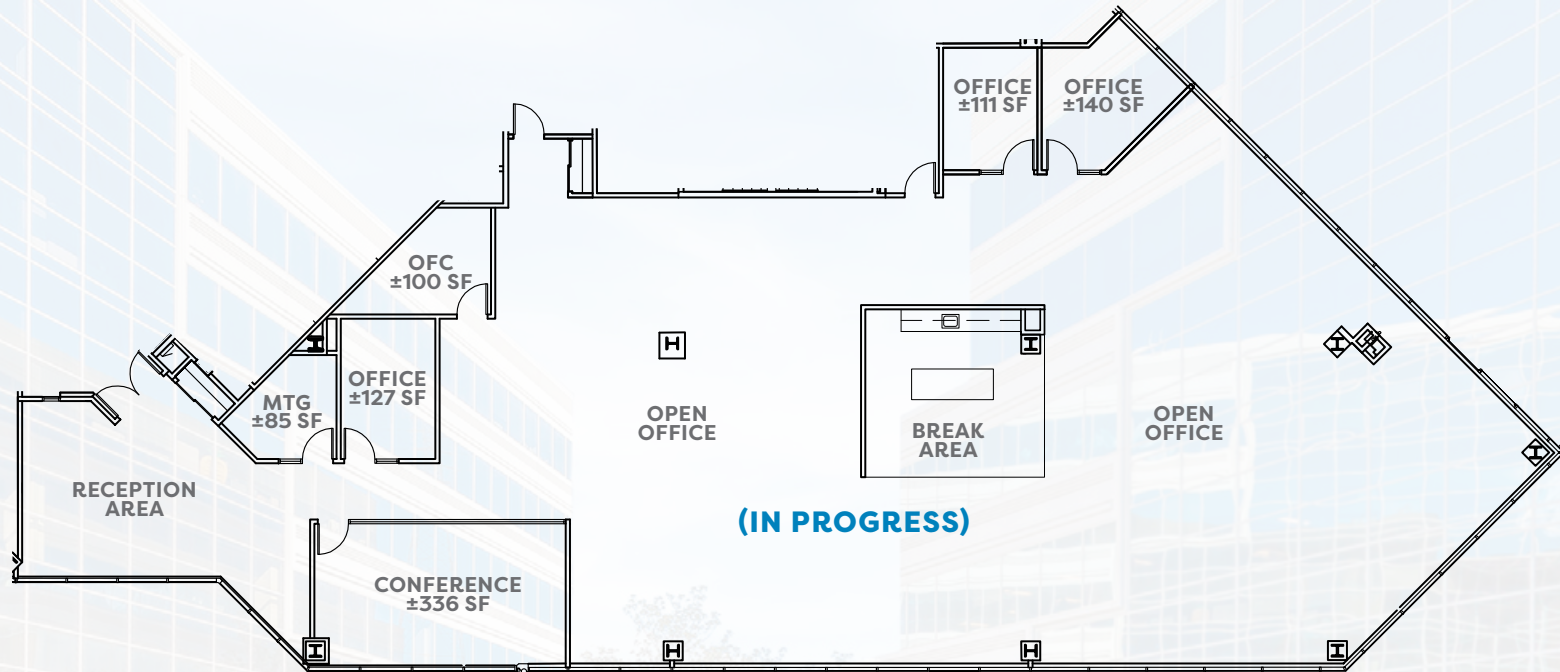 OFFICE
±111 SF
OFFICE
±140 SF
OFC
±100 SF
OFFICE
±127 SF
MTG
±85 SF
OPEN
OFFICE
BREAK
AREA
OPEN
OFFICE
RECEPTION
AREA
(IN PROGRESS)
CONFERENCE
±336 SF